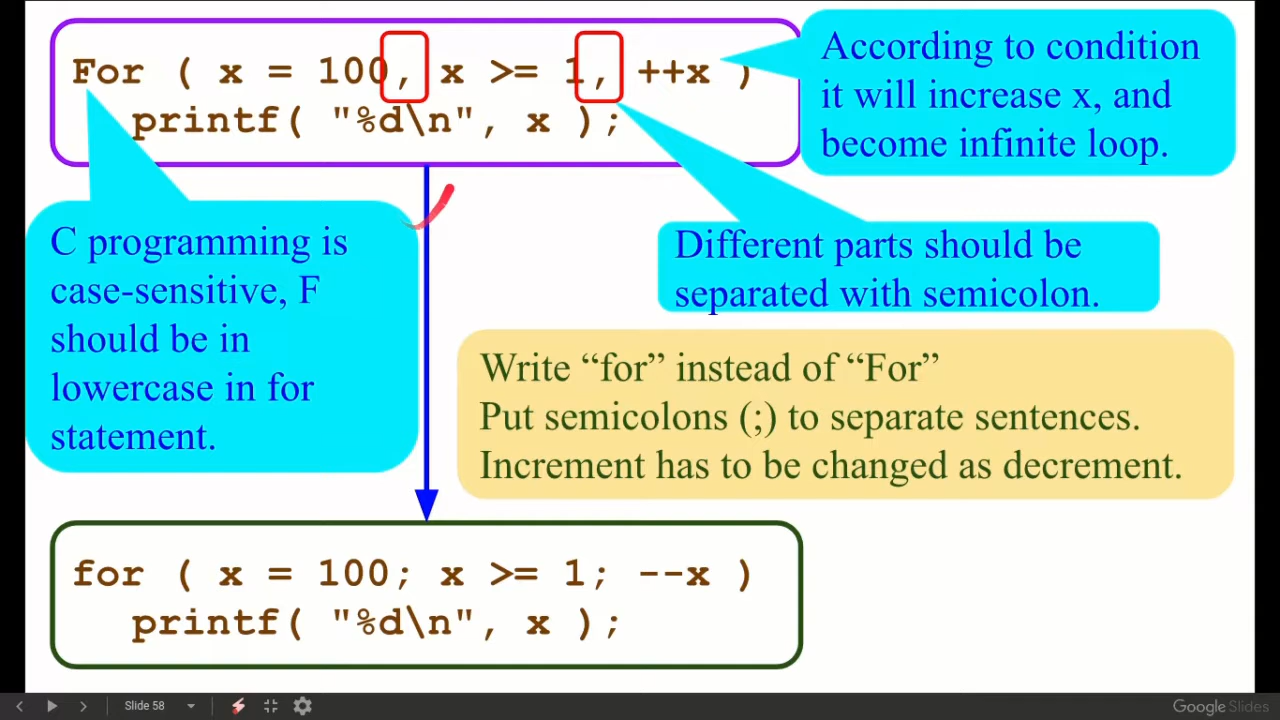 For ( x = 100, x >= 1, ++x )
printf( "%d\n", x );
According to condition
it will increase x, and
become infinite loop.
C programming is
case-sensitive, F
should be in
lowercase in for
statement.
Different parts should be
separated with semicolon.
Write “for” instead of “For”
Put semicolons (;) to separate sentences.
Increment has to be changed as decrement.
for ( x = 100; x >= 1; --x )
printf( "%d\n", x );
Slide 58
Google Slides